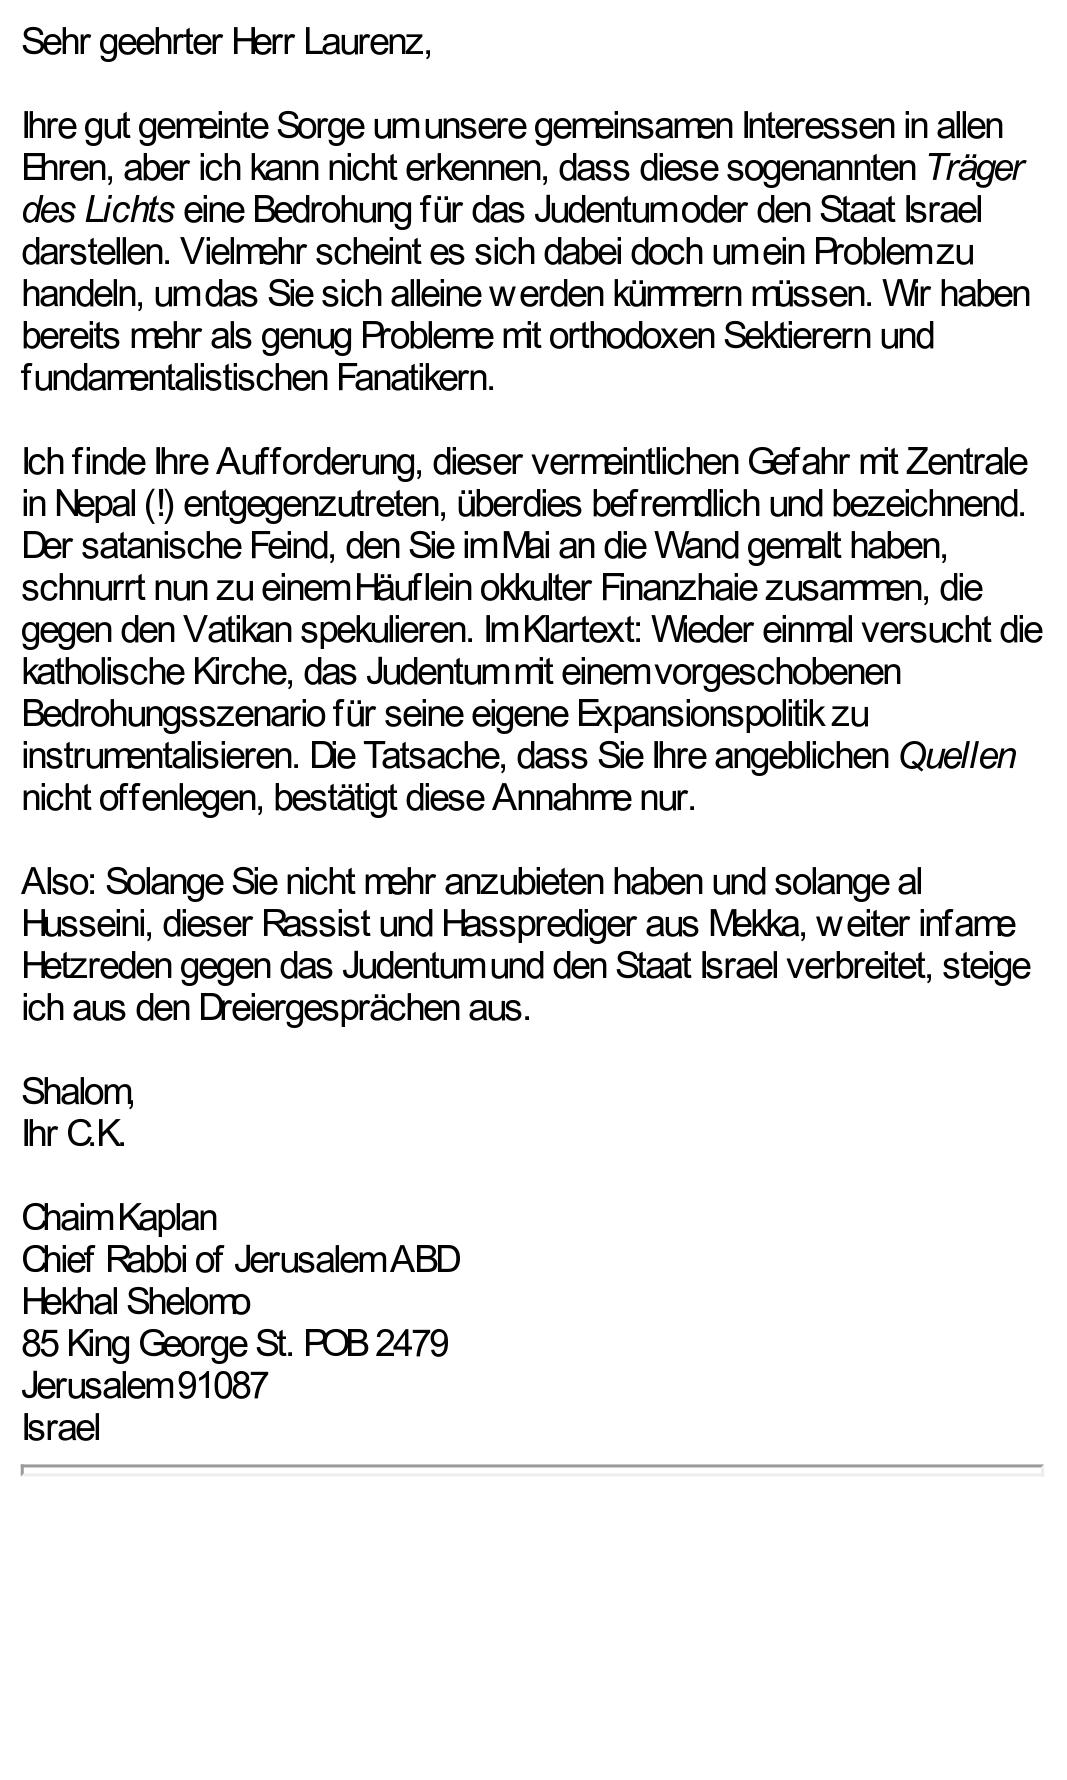 Sehr geehrter Herr Laurenz,
Ihre gut gemeinte Sorge um unsere gemeinsamen Interessen in allen
Ehren, aber ich kann nicht erkennen, dass diese sogenannten Träger
des Lichts eine Bedrohung für das Judentum oder den Staat Israel
darstellen. Vielmehr scheint es sich dabei doch um ein Problem zu
handeln, um das Sie sich alleine werden kümmern müssen. Wir haben
bereits mehr als genug Probleme mit orthodoxen Sektierern und
fundamentalistischen Fanatikern.
Ich finde Ihre Aufforderung, dieser vermeintlichen Gefahr mit Zentrale
in Nepal (!) entgegenzutreten, überdies befremdlich und bezeichnend.
Der satanische Feind, den Sie im Mai an die Wand gemalt haben,
schnurrt nun zu einem Häuflein okkulter Finanzhaie zusammen, die
gegen den Vatikan spekulieren. Im Klartext: Wieder einmal versucht die
katholische Kirche, das Judentum mit einem vorgeschobenen
Bedrohungsszenario für seine eigene Expansionspolitik zu
instrumentalisieren. Die Tatsache, dass Sie Ihre angeblichen Quellen
nicht offenlegen, bestätigt diese Annahme nur.
Also: Solange Sie nicht mehr anzubieten haben und solange al
Husseini, dieser Rassist und Hassprediger aus Mekka, weiter infame
Hetzreden gegen das Judentum und den Staat Israel verbreitet, steige
ich aus den Dreiergesprächen aus.
Shalom,
Ihr C.K.
Chaim Kaplan
Chief Rabbi of Jerusalem ABD
Hekhal Shelomo
85 King George St. POB 2479
Jerusalem 91087
Israel